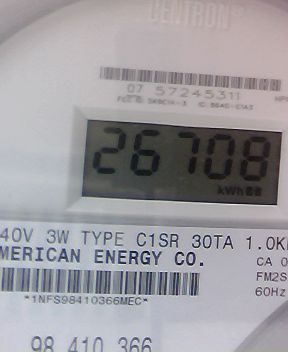 CENTRON®
07 57245311
26708
kWh
40V 3W TYPE C1SR 30TA 1.0K
MERICAN ENERGY CO.
CA 0
FM2S
60Hz
*1NFS98410366MEC*
98 410 366